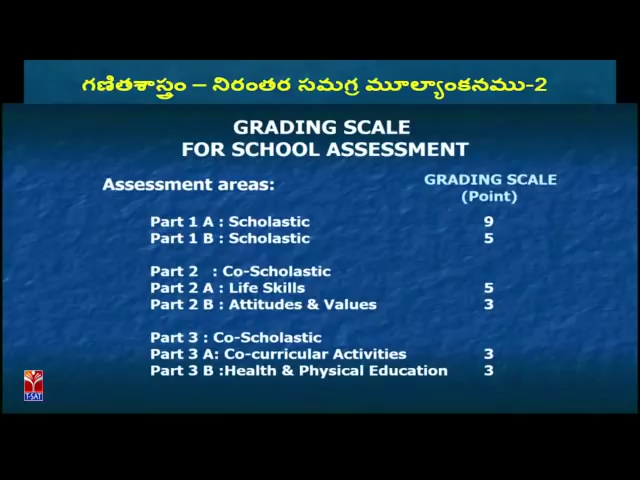 గణితశాస్త్రం – నిరంతర సమగ్ర మూల్యాంకనము-2
GRADING SCALE
FOR SCHOOL ASSESSMENT
Assessment areas: GRADING SCALE
(Point)
Part 1 A : Scholastic 9
Part 1 B : Scholastic 5
Part 2 : Co-Scholastic
Part 2 A : Life Skills 5
Part 2 B : Attitudes & Values 3
Part 3 : Co-Scholastic
Part 3 A: Co-curricular Activities 3
Part 3 B :Health & Physical Education 3
T-SAT